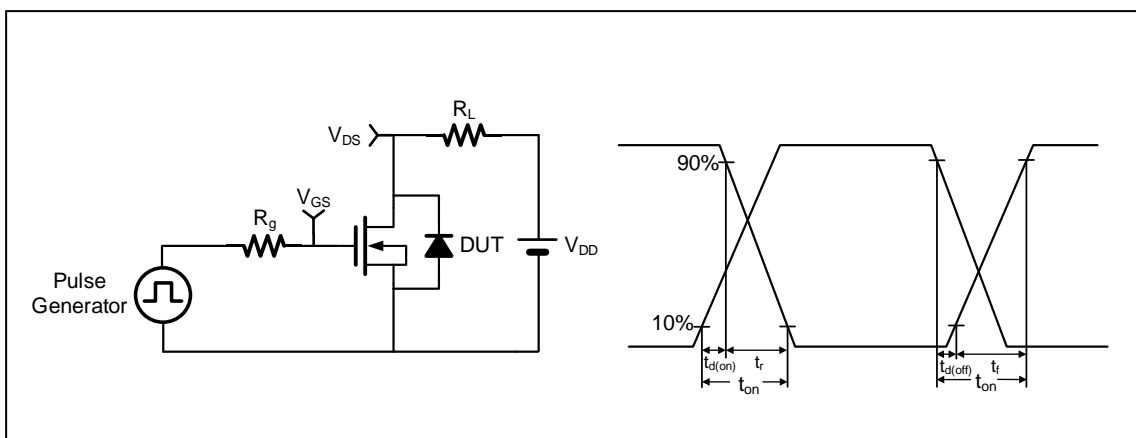 R_L
V_DS
V_GS
R_g
DUT
V_DD
Pulse
Generator
90%
10%
t_d(on)
t_r
t_on
t_d(off)
t_f
t_on